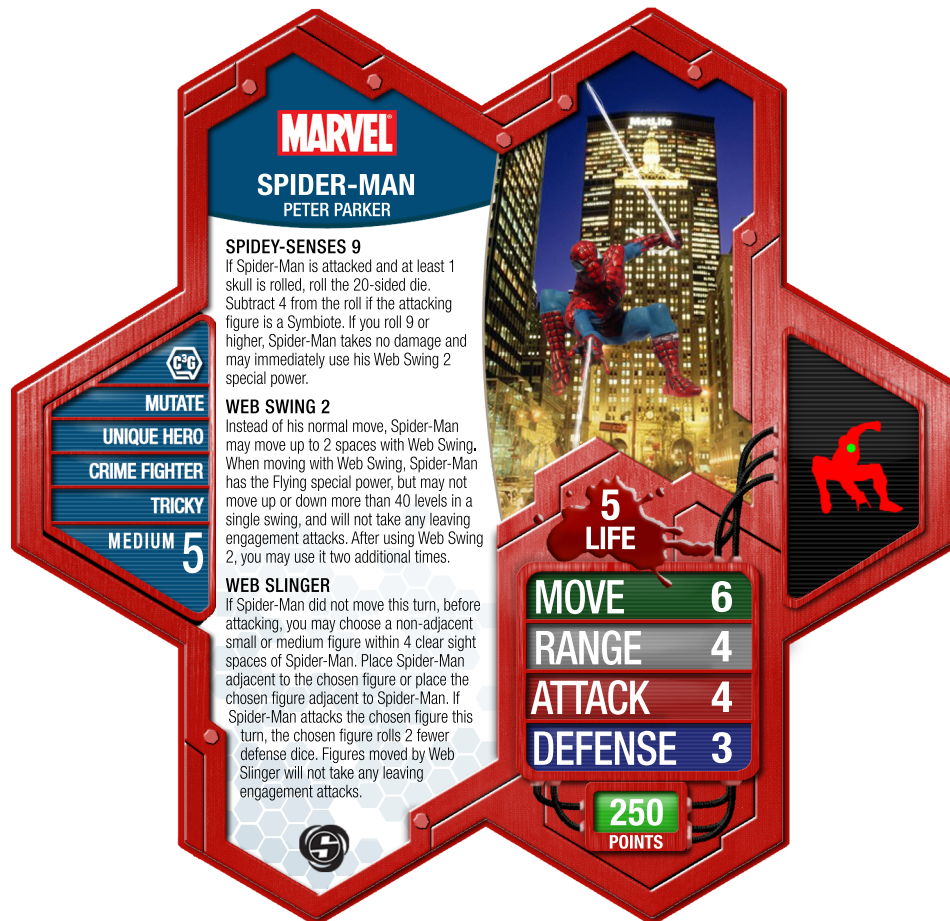 MARVEL
SPIDER-MAN
PETER PARKER
SPIDEY-SENSES 9
If Spider-Man is attacked and at least 1
skull is rolled, roll the 20-sided die.
Subtract 4 from the roll if the attacking
figure is a Symbiote. If you roll 9 or
higher, Spider-Man takes no damage and
may immediately use his Web Swing 2
special power.
WEB SWING 2
Instead of his normal move, Spider-Man
may move up to 2 spaces with Web Swing.
When moving with Web Swing, Spider-Man
has the Flying special power, but may not
move up or down more than 40 levels in a
single swing, and will not take any leaving
engagement attacks. After using Web Swing
2, you may use it two additional times.
WEB SLINGER
If Spider-Man did not move this turn, before
attacking, you may choose a non-adjacent
small or medium figure within 4 clear sight
spaces of Spider-Man. Place Spider-Man
adjacent to the chosen figure or place the
chosen figure adjacent to Spider-Man. If
Spider-Man attacks the chosen figure this
turn, the chosen figure rolls 2 fewer
defense dice. Figures moved by Web
Slinger will not take any leaving
engagement attacks.
C3G
MUTATE
UNIQUE HERO
CRIME FIGHTER
TRICKY
MEDIUM 5
MetLife
5
LIFE
MOVE 6
RANGE 4
ATTACK 4
DEFENSE 3
250
POINTS
S